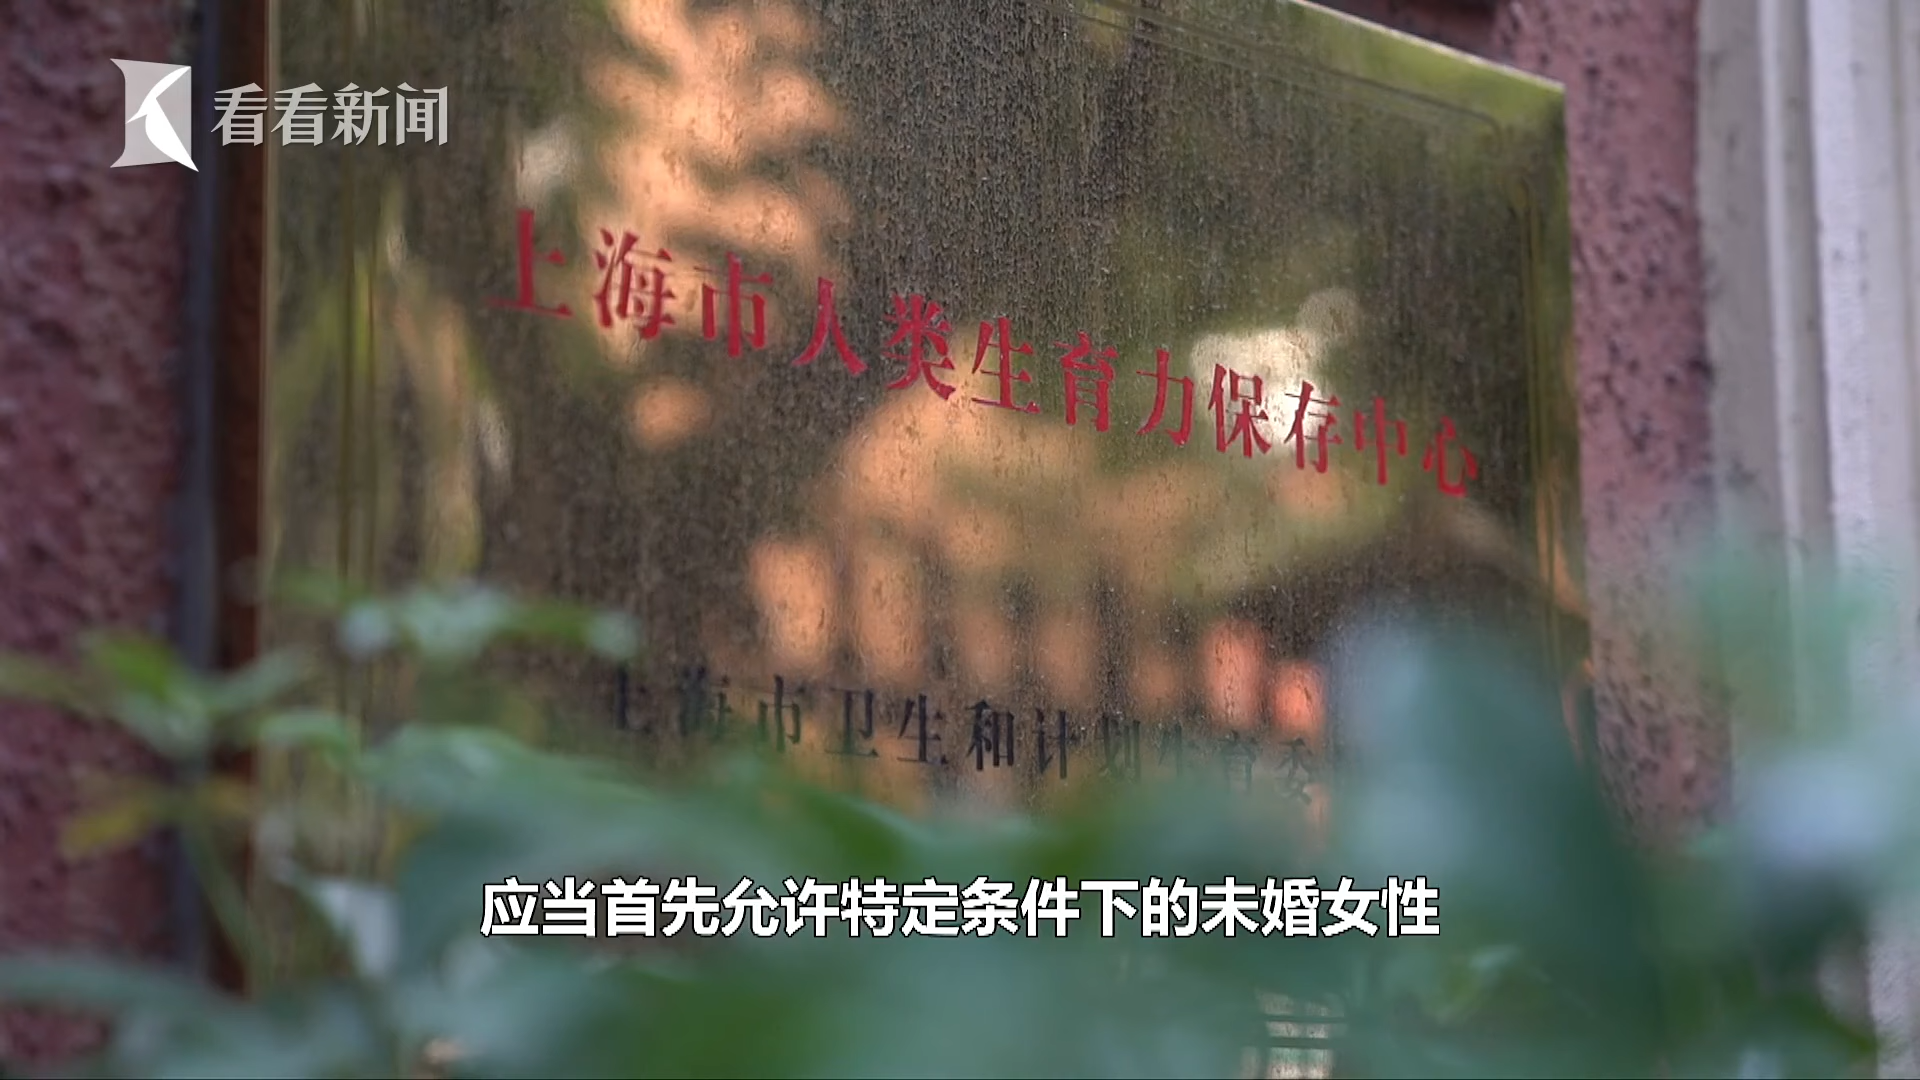 看看新闻
上海市人类生育力保存中心
上海市卫生和计划生育委
应当首先允许特定条件下的未婚女性